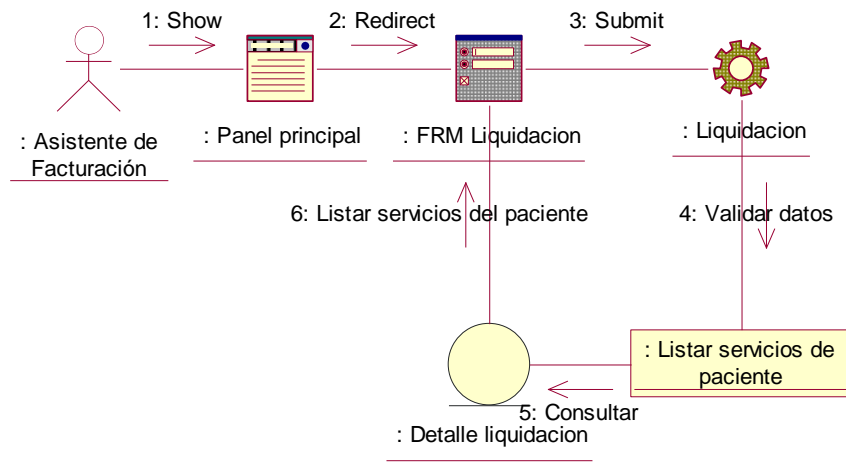 1: Show
2: Redirect
3: Submit
: Asistente de
Facturación
: Panel principal
: FRM Liquidacion
: Liquidacion
6: Listar servicios del paciente
4: Validar datos
: Listar servicios de
paciente
5: Consultar
: Detalle liquidacion